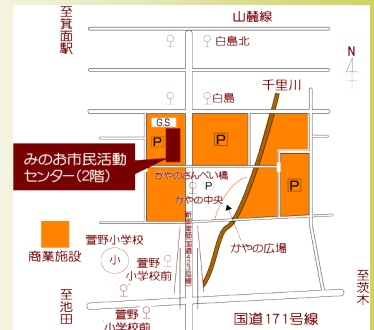 至箕面駅
山麓線
白島北
N
千里川
白島
G.S
P
P
P
みのお市民活動
センター(2階)
かやのさんぺい橋
P
かやの中央
商業施設
萱野小学校
小
萱野
小学校前
新御堂筋(国道423号線)
かやの広場
至池田
萱野
小学校前
国道171号線
至茨木